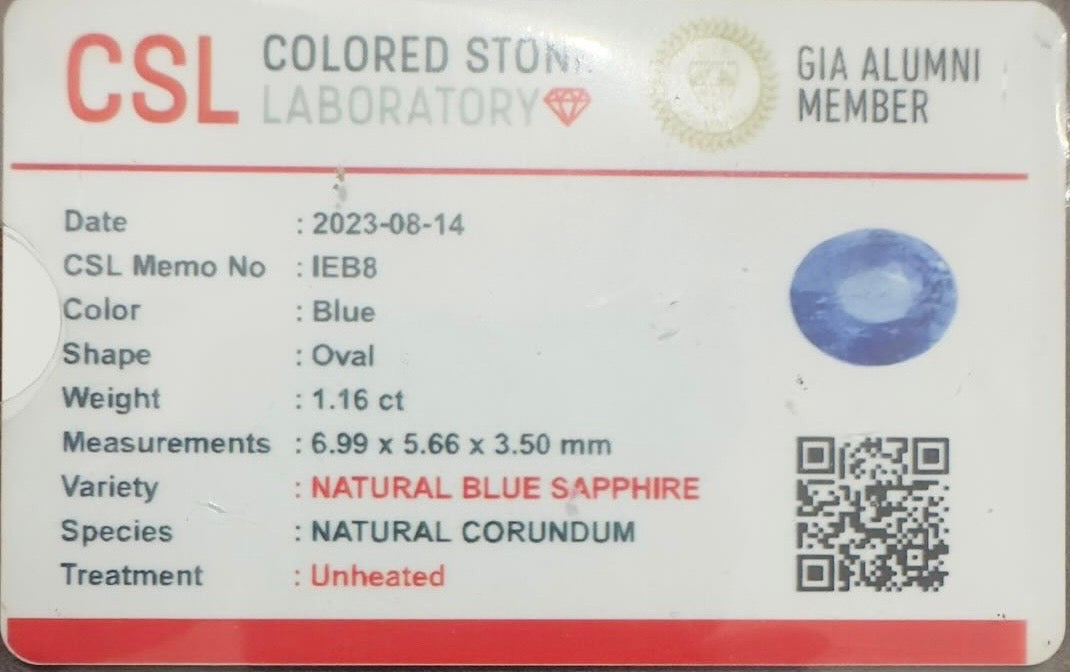 CSL COLORED STONE LABORATORY
GIA ALUMNI MEMBER
Date : 2023-08-14
CSL Memo No : IEB8
Color : Blue
Shape : Oval
Weight : 1.16 ct
Measurements : 6.99 x 5.66 x 3.50 mm
Variety : NATURAL BLUE SAPPHIRE
Species : NATURAL CORUNDUM
Treatment : Unheated